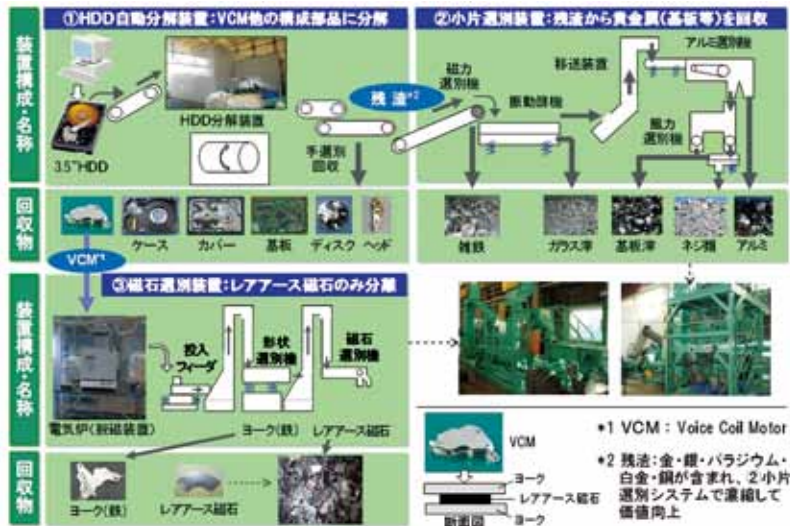 ①HDD自動分解装置：VCM他の構成部品に分解
②小片選別装置：残渣から貴金属(基板等)を回収
装置構成・名称
3.5"HDD
HDD分解装置
手選別
回収
残渣*2
磁力
選別機
振動篩機
移送装置
アルミ選別機
風力
選別機
回収物
ケース
カバー
基板
ディスク
ヘッド
雑鉄
ガラス滓
基板滓
ネジ類
アルミ
VCM*1
③磁石選別装置：レアアース磁石のみ分離
装置構成・名称
電気炉(脱磁装置)
投入
フィーダ
形状
選別機
磁石
選別機
ヨーク(鉄)
レアアース磁石
回収物
ヨーク(鉄)
レアアース磁石
VCM
ヨーク
レアアース磁石
ヨーク
断面図
*1 VCM：Voice Coil Motor
*2 残渣：金・銀・パラジウム・
白金・銅が含まれ、②小片
選別システムで濃縮して
価値向上